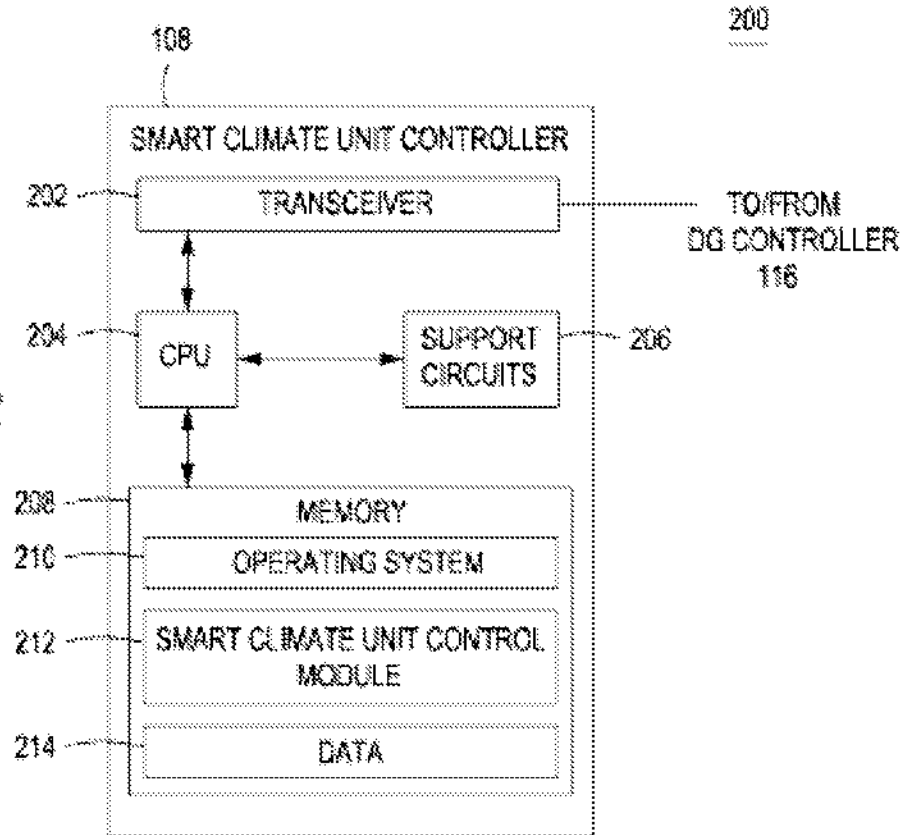 200
108
SMART CLIMATE UNIT CONTROLLER
202
TRANSCEIVER
TO/FROM
DG CONTROLLER
116
204
CPU
SUPPORT
CIRCUITS
206
208
MEMORY
210
OPERATING SYSTEM
212
SMART CLIMATE UNIT CONTROL
MODULE
214
DATA